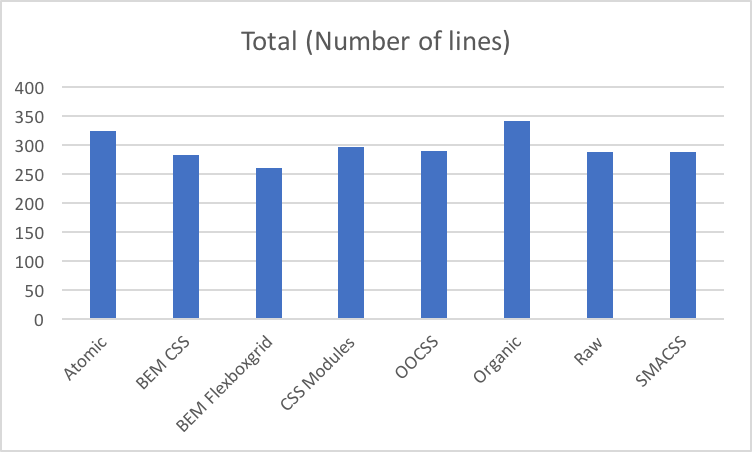 Total (Number of lines)
400
350
300
250
200
150
100
50
0
Atomic
BEM CSS
BEM Flexboxgrid
CSS Modules
OOCSS
Organic
Raw
SMACSS